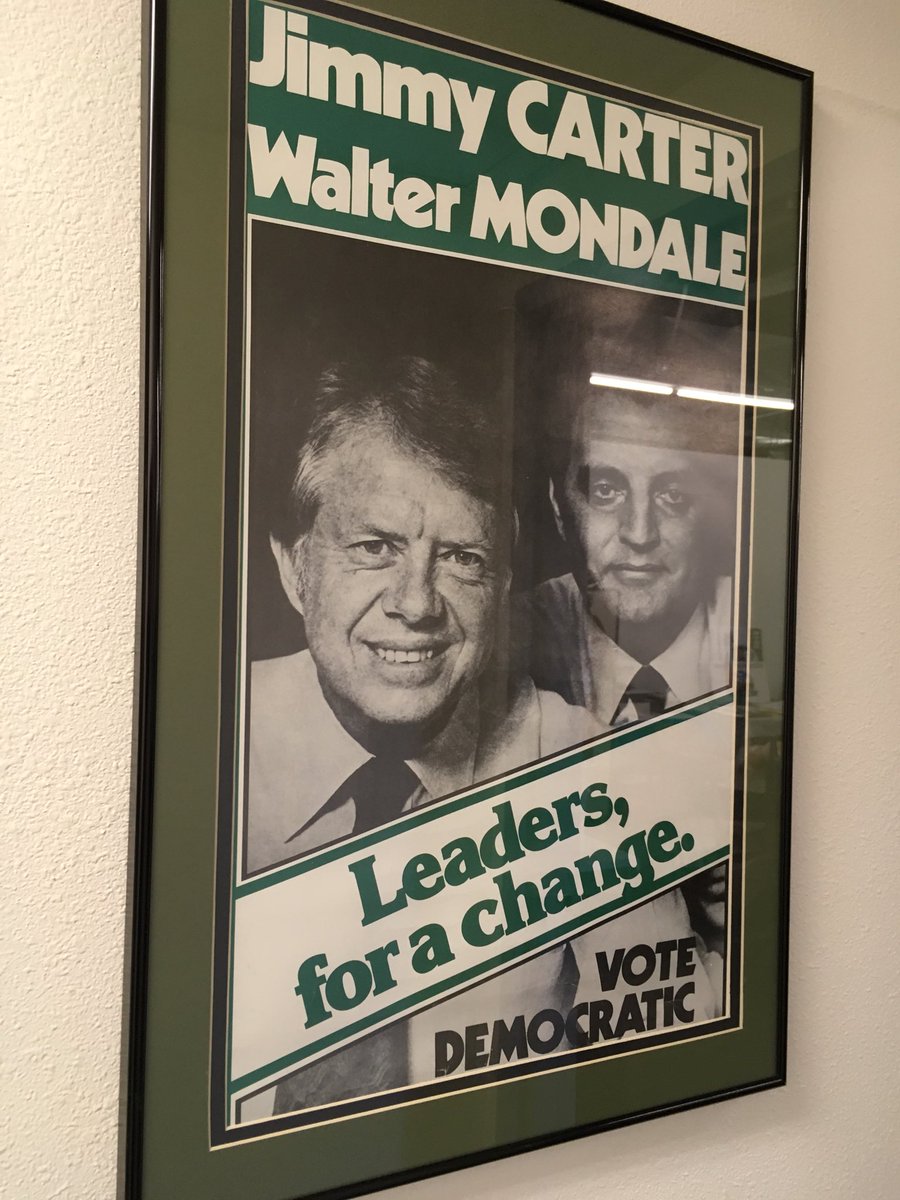 Jimmy CARTER
Walter MONDALE
Leaders,
for a change.
VOTE
DEMOCRATIC